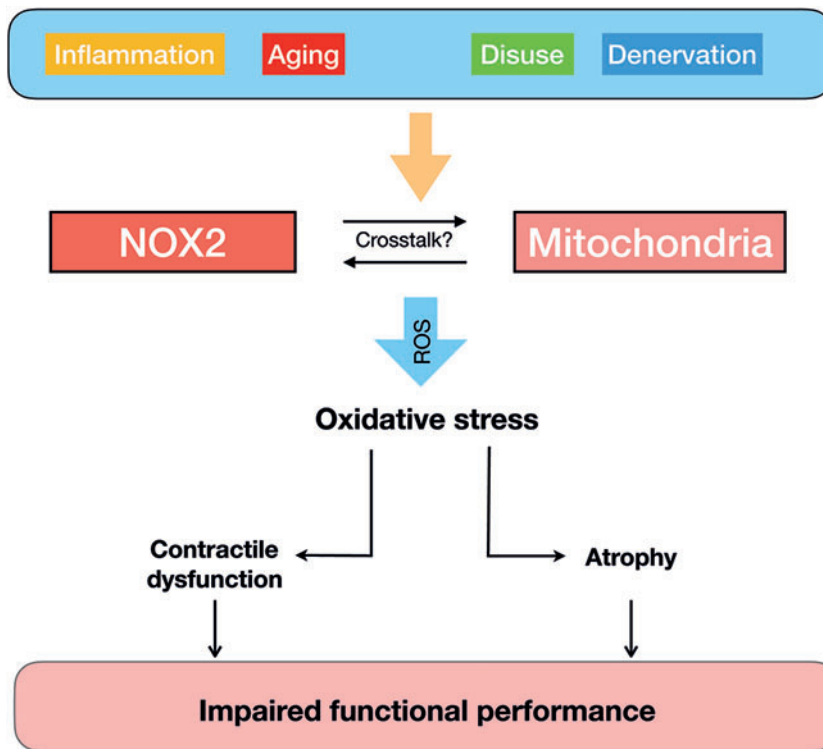 Inflammation Aging Disuse Denervation
NOX2 Crosstalk? Mitochondria
ROS
Oxidative stress
Contractile
dysfunction
Atrophy
Impaired functional performance